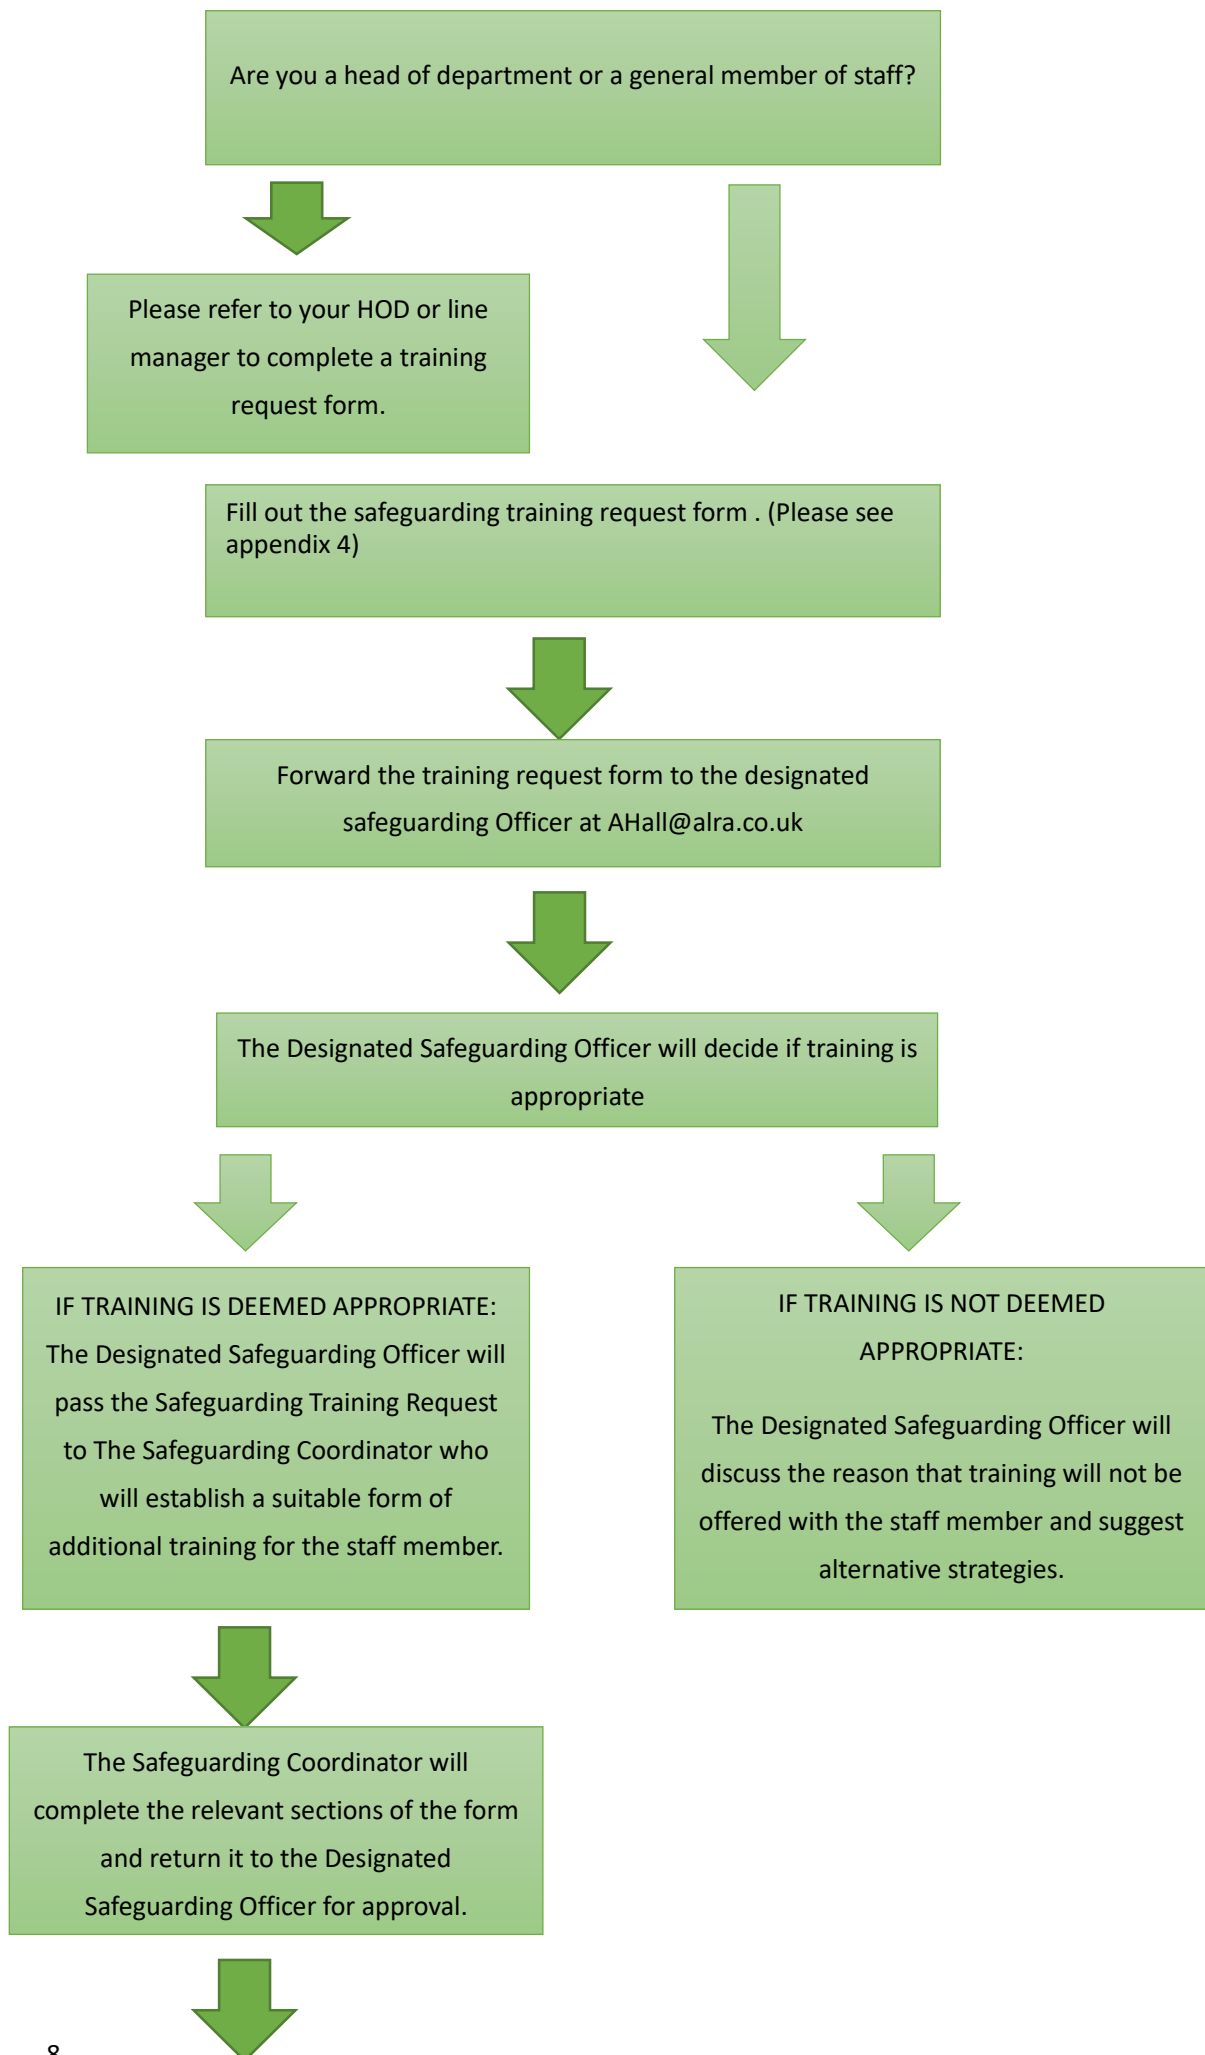 Are you a head of department or a general member of staff?
Please refer to your HOD or line
manager to complete a training
request form.
Fill out the safeguarding training request form . (Please see
appendix 4)
Forward the training request form to the designated
safeguarding Officer at AHall@alra.co.uk
The Designated Safeguarding Officer will decide if training is
appropriate
IF TRAINING IS DEEMED APPROPRIATE:
The Designated Safeguarding Officer will
pass the Safeguarding Training Request
to The Safeguarding Coordinator who
will establish a suitable form of
additional training for the staff member.
IF TRAINING IS NOT DEEMED
APPROPRIATE:
The Designated Safeguarding Officer will
discuss the reason that training will not be
offered with the staff member and suggest
alternative strategies.
The Safeguarding Coordinator will
complete the relevant sections of the form
and return it to the Designated
Safeguarding Officer for approval.
8